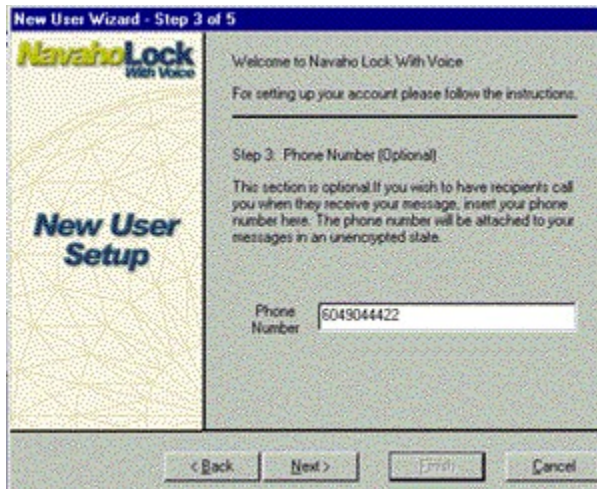 New User Wizard - Step 3 of 5
NavahoLock
With Voice
New User
Setup
Welcome to Navaho Lock With Voice
For setting up your account please follow the instructions.
Step 3: Phone Number (Optional)
This section is optional.If you wish to have recipients call
you when they receive your message, insert your phone
number here. The phone number will be attached to your
messages in an unencrypted state.
Phone
Number
6049044422
< Back
Next >
Finish
Cancel